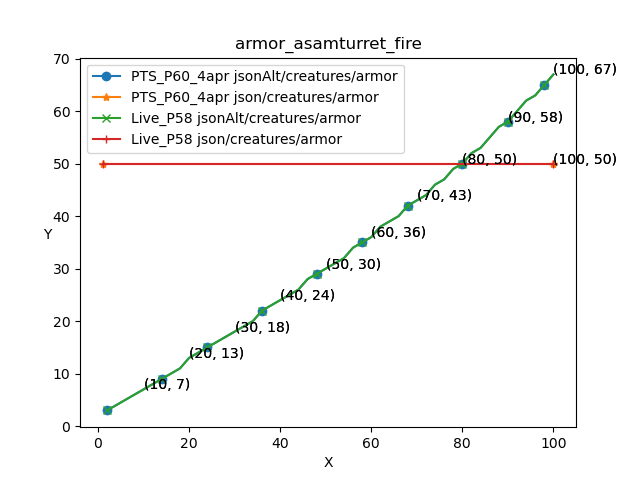 armor_asamturret_fire
PTS_P60_4apr jsonAlt/creatures/armor
PTS_P60_4apr json/creatures/armor
Live_P58 jsonAlt/creatures/armor
Live_P58 json/creatures/armor
70
60
50
40
30
20
10
0
Y
(100, 67)
(90, 58)
(80, 50)
(100, 50)
(70, 43)
(60, 36)
(50, 30)
(40, 24)
(30, 18)
(20, 13)
(10, 7)
0 20 40 60 80 100
X